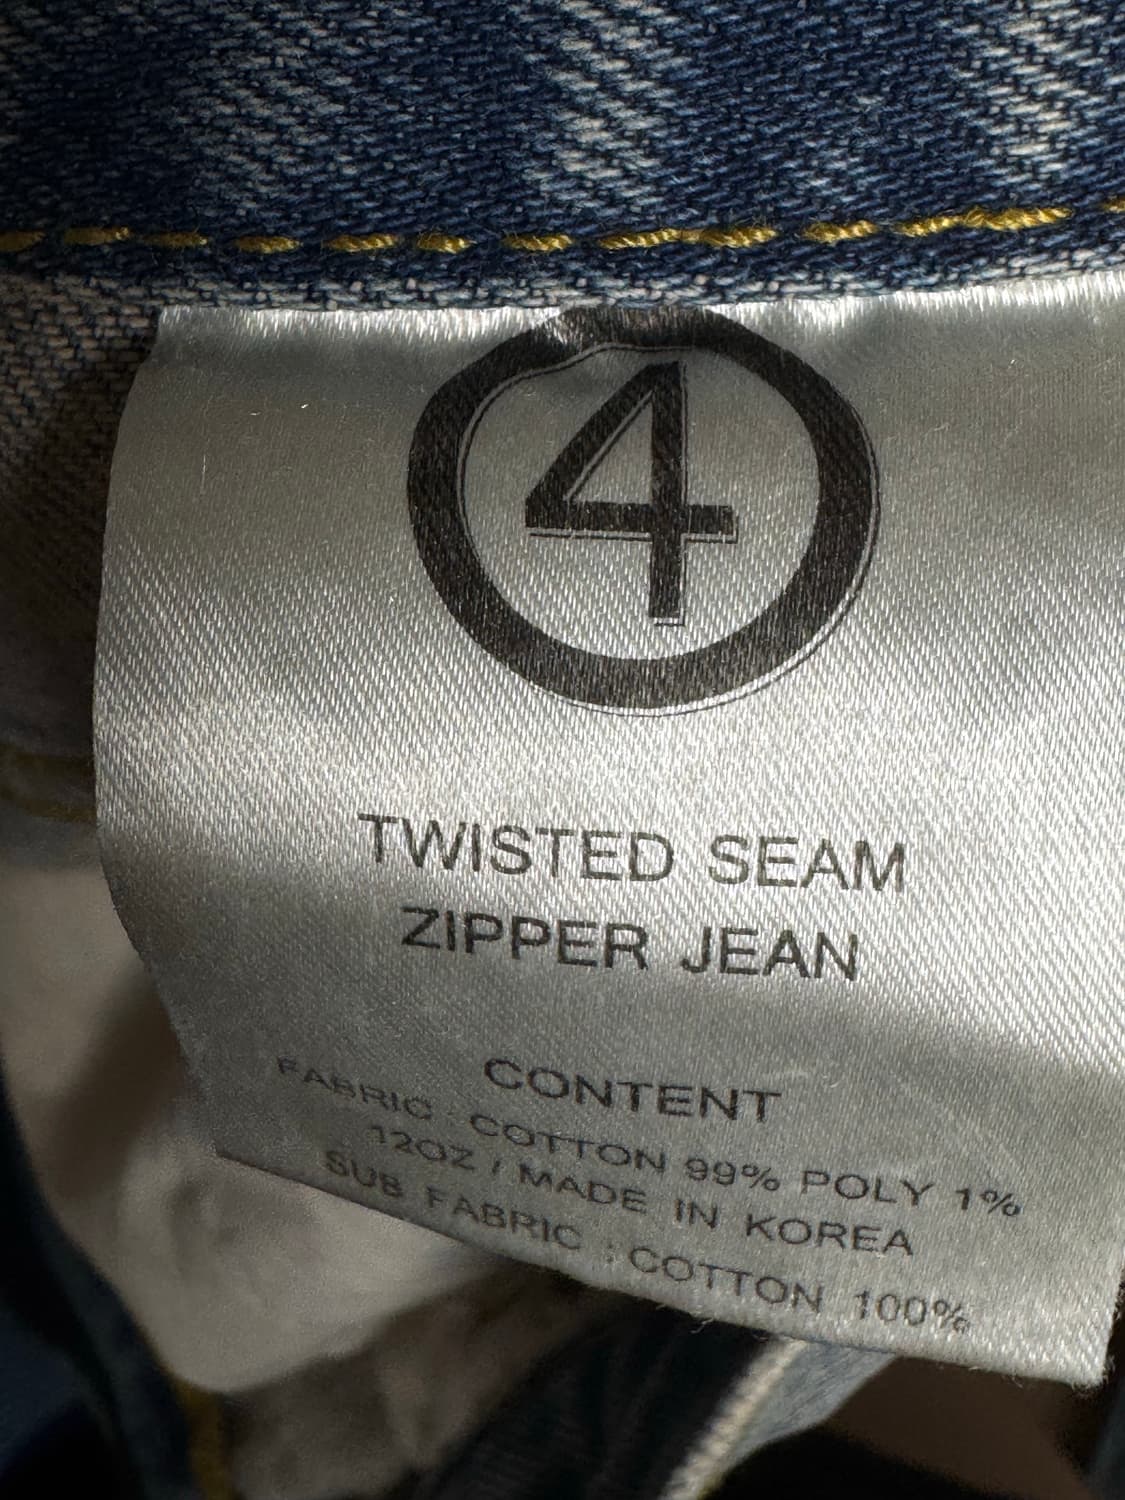 4
TWISTED SEAM
ZIPPER JEAN
CONTENT
FABRIC : COTTON 99% POLY 1%
12OZ / MADE IN KOREA
SUB FABRIC : COTTON 100%